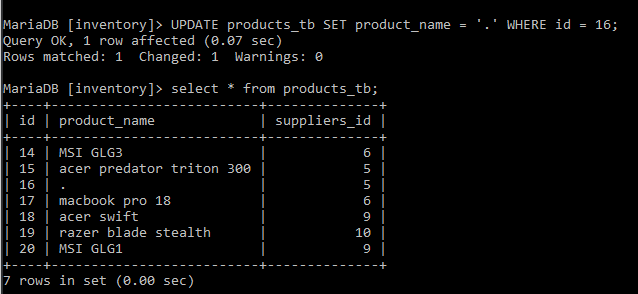 MariaDB [inventory]> UPDATE products_tb SET product_name = '.' WHERE id = 16;
Query OK, 1 row affected (0.07 sec)
Rows matched: 1  Changed: 1  Warnings: 0

MariaDB [inventory]> select * from products_tb;
+----+---------------------------+--------------+
| id | product_name              | suppliers_id |
+----+---------------------------+--------------+
| 14 | MSI GLG3                  |            6 |
| 15 | acer predator triton 300  |            5 |
| 16 | .                         |            5 |
| 17 | macbook pro 18            |            6 |
| 18 | acer swift                |            9 |
| 19 | razer blade stealth       |           10 |
| 20 | MSI GLG1                  |            9 |
+----+---------------------------+--------------+
7 rows in set (0.00 sec)